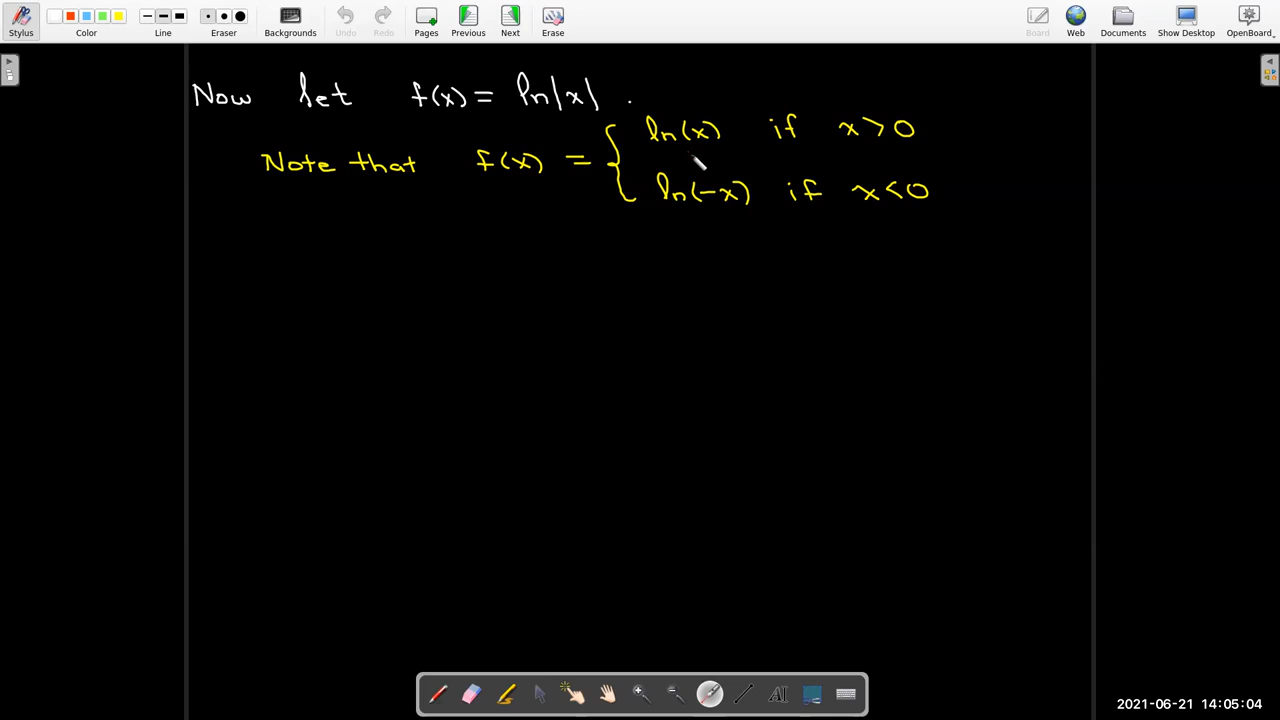 Stylus
Color
Line
Eraser
Backgrounds
Undo
Redo
Pages
Previous
Next
Erase
Board
Web
Documents
Show Desktop
OpenBoard
Now let f(x) = ln|x| .
ln(x) if x > 0
Note that f(x) = {
ln(-x) if x < 0
AI
2021-06-21 14:05:04